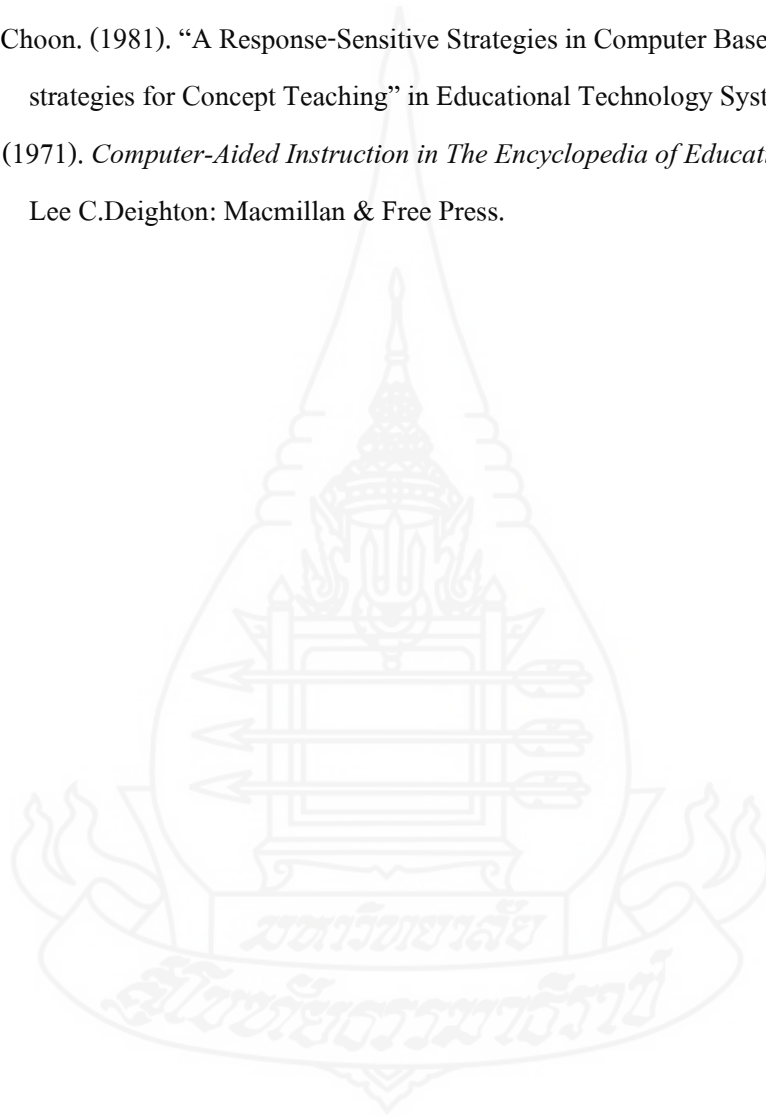 Choon. (1981). “A Response-Sensitive Strategies in Computer Base
strategies for Concept Teaching” in Educational Technology Syst
(1971). Computer-Aided Instruction in The Encyclopedia of Educati
Lee C.Deighton: Macmillan & Free Press.
มหาวิทยาลัย
สุโขทัยธรรมาธิราช